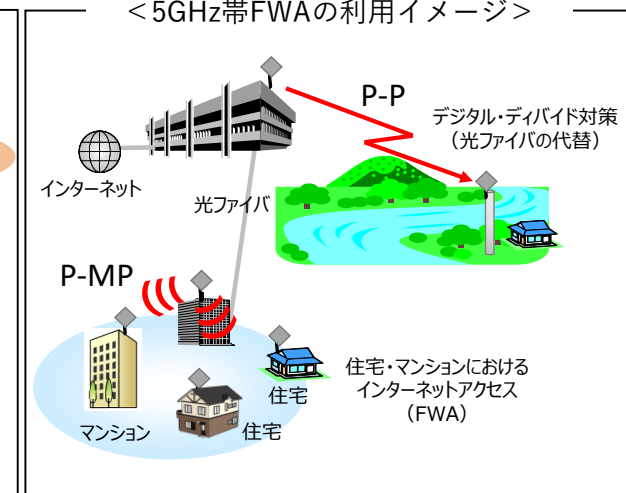 ＜5GHz帯FWAの利用イメージ＞
P-P
デジタル・ディバイド対策
（光ファイバの代替）
インターネット
光ファイバ
P-MP
住宅・マンションにおける
インターネットアクセス
（FWA）
住宅
マンション
住宅